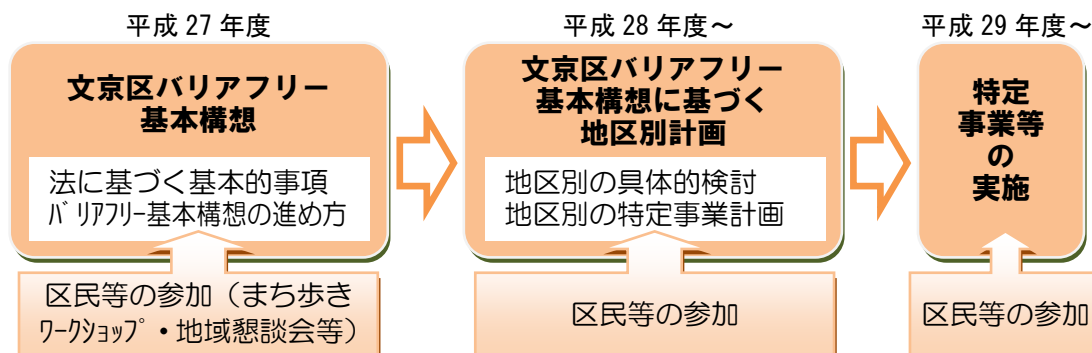 平成 27 年度
文京区バリアフリー
基本構想
法に基づく基本的事項
ﾊﾞﾘｱﾌﾘｰ基本構想の進め方
区民等の参加（まち歩き
ﾜｰｸｼｮｯﾌﾟ・地域懇談会等）
平成 28 年度～
文京区バリアフリー
基本構想に基づく
地区別計画
地区別の具体的検討
地区別の特定事業計画
区民等の参加
平成 29 年度～
特定
事業等
の
実施
区民等の参加